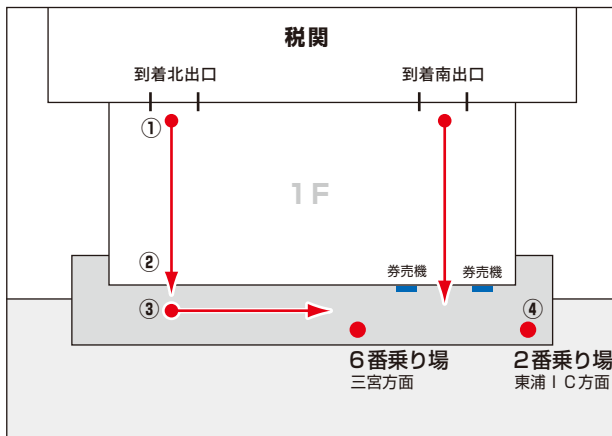 税関
到着北出口
到着南出口
①
1F
②
券売機
券売機
③
④
6番乗り場
三宮方面
2番乗り場
東浦IC方面